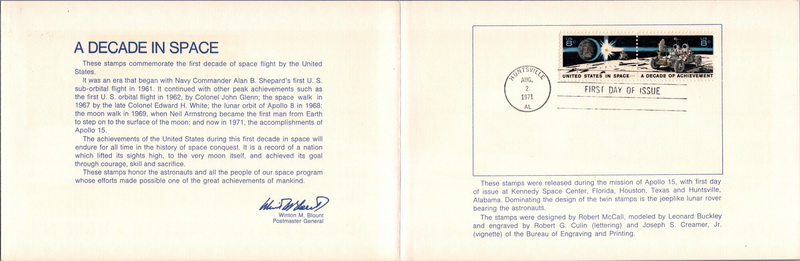 A DECADE IN SPACE
These stamps commemorate the first decade of space flight by the United
States.
It was an era that began with Navy Commander Alan B. Shepard's first U. S.
sub-orbital flight in 1961. It continued with other peak achievements such as
the first U. S. orbital flight in 1962, by Colonel John Glenn; the space walk in
1967 by the late Colonel Edward H. White; the lunar orbit of Apollo 8 in 1968;
the moon walk in 1969, when Neil Armstrong became the first man from Earth
to step on to the surface of the moon; and now in 1971, the accomplishments of
Apollo 15.
The achievements of the United States during this first decade in space will
endure for all time in the history of space conquest. It is a record of a nation
which lifted its sights high, to the very moon itself, and achieved its goal
through courage, skill and sacrifice.
These stamps honor the astronauts and all the people of our space program
whose efforts made possible one of the great achievements of mankind.
Winton M. Blount
Winton M. Blount
Postmaster General
US 8c
US 8c
UNITED STATES IN SPACE... A DECADE OF ACHIEVEMENT
HUNTSVILLE
AUG.
2
1971
AL
FIRST DAY OF ISSUE
These stamps were released during the mission of Apollo 15, with first day
of issue at Kennedy Space Center, Florida, Houston, Texas and Huntsville,
Alabama. Dominating the design of the twin stamps is the jeeplike lunar rover
bearing the astronauts.
The stamps were designed by Robert McCall, modeled by Leonard Buckley
and engraved by Robert G. Culin (lettering) and Joseph S. Creamer, Jr.
(vignette) of the Bureau of Engraving and Printing.